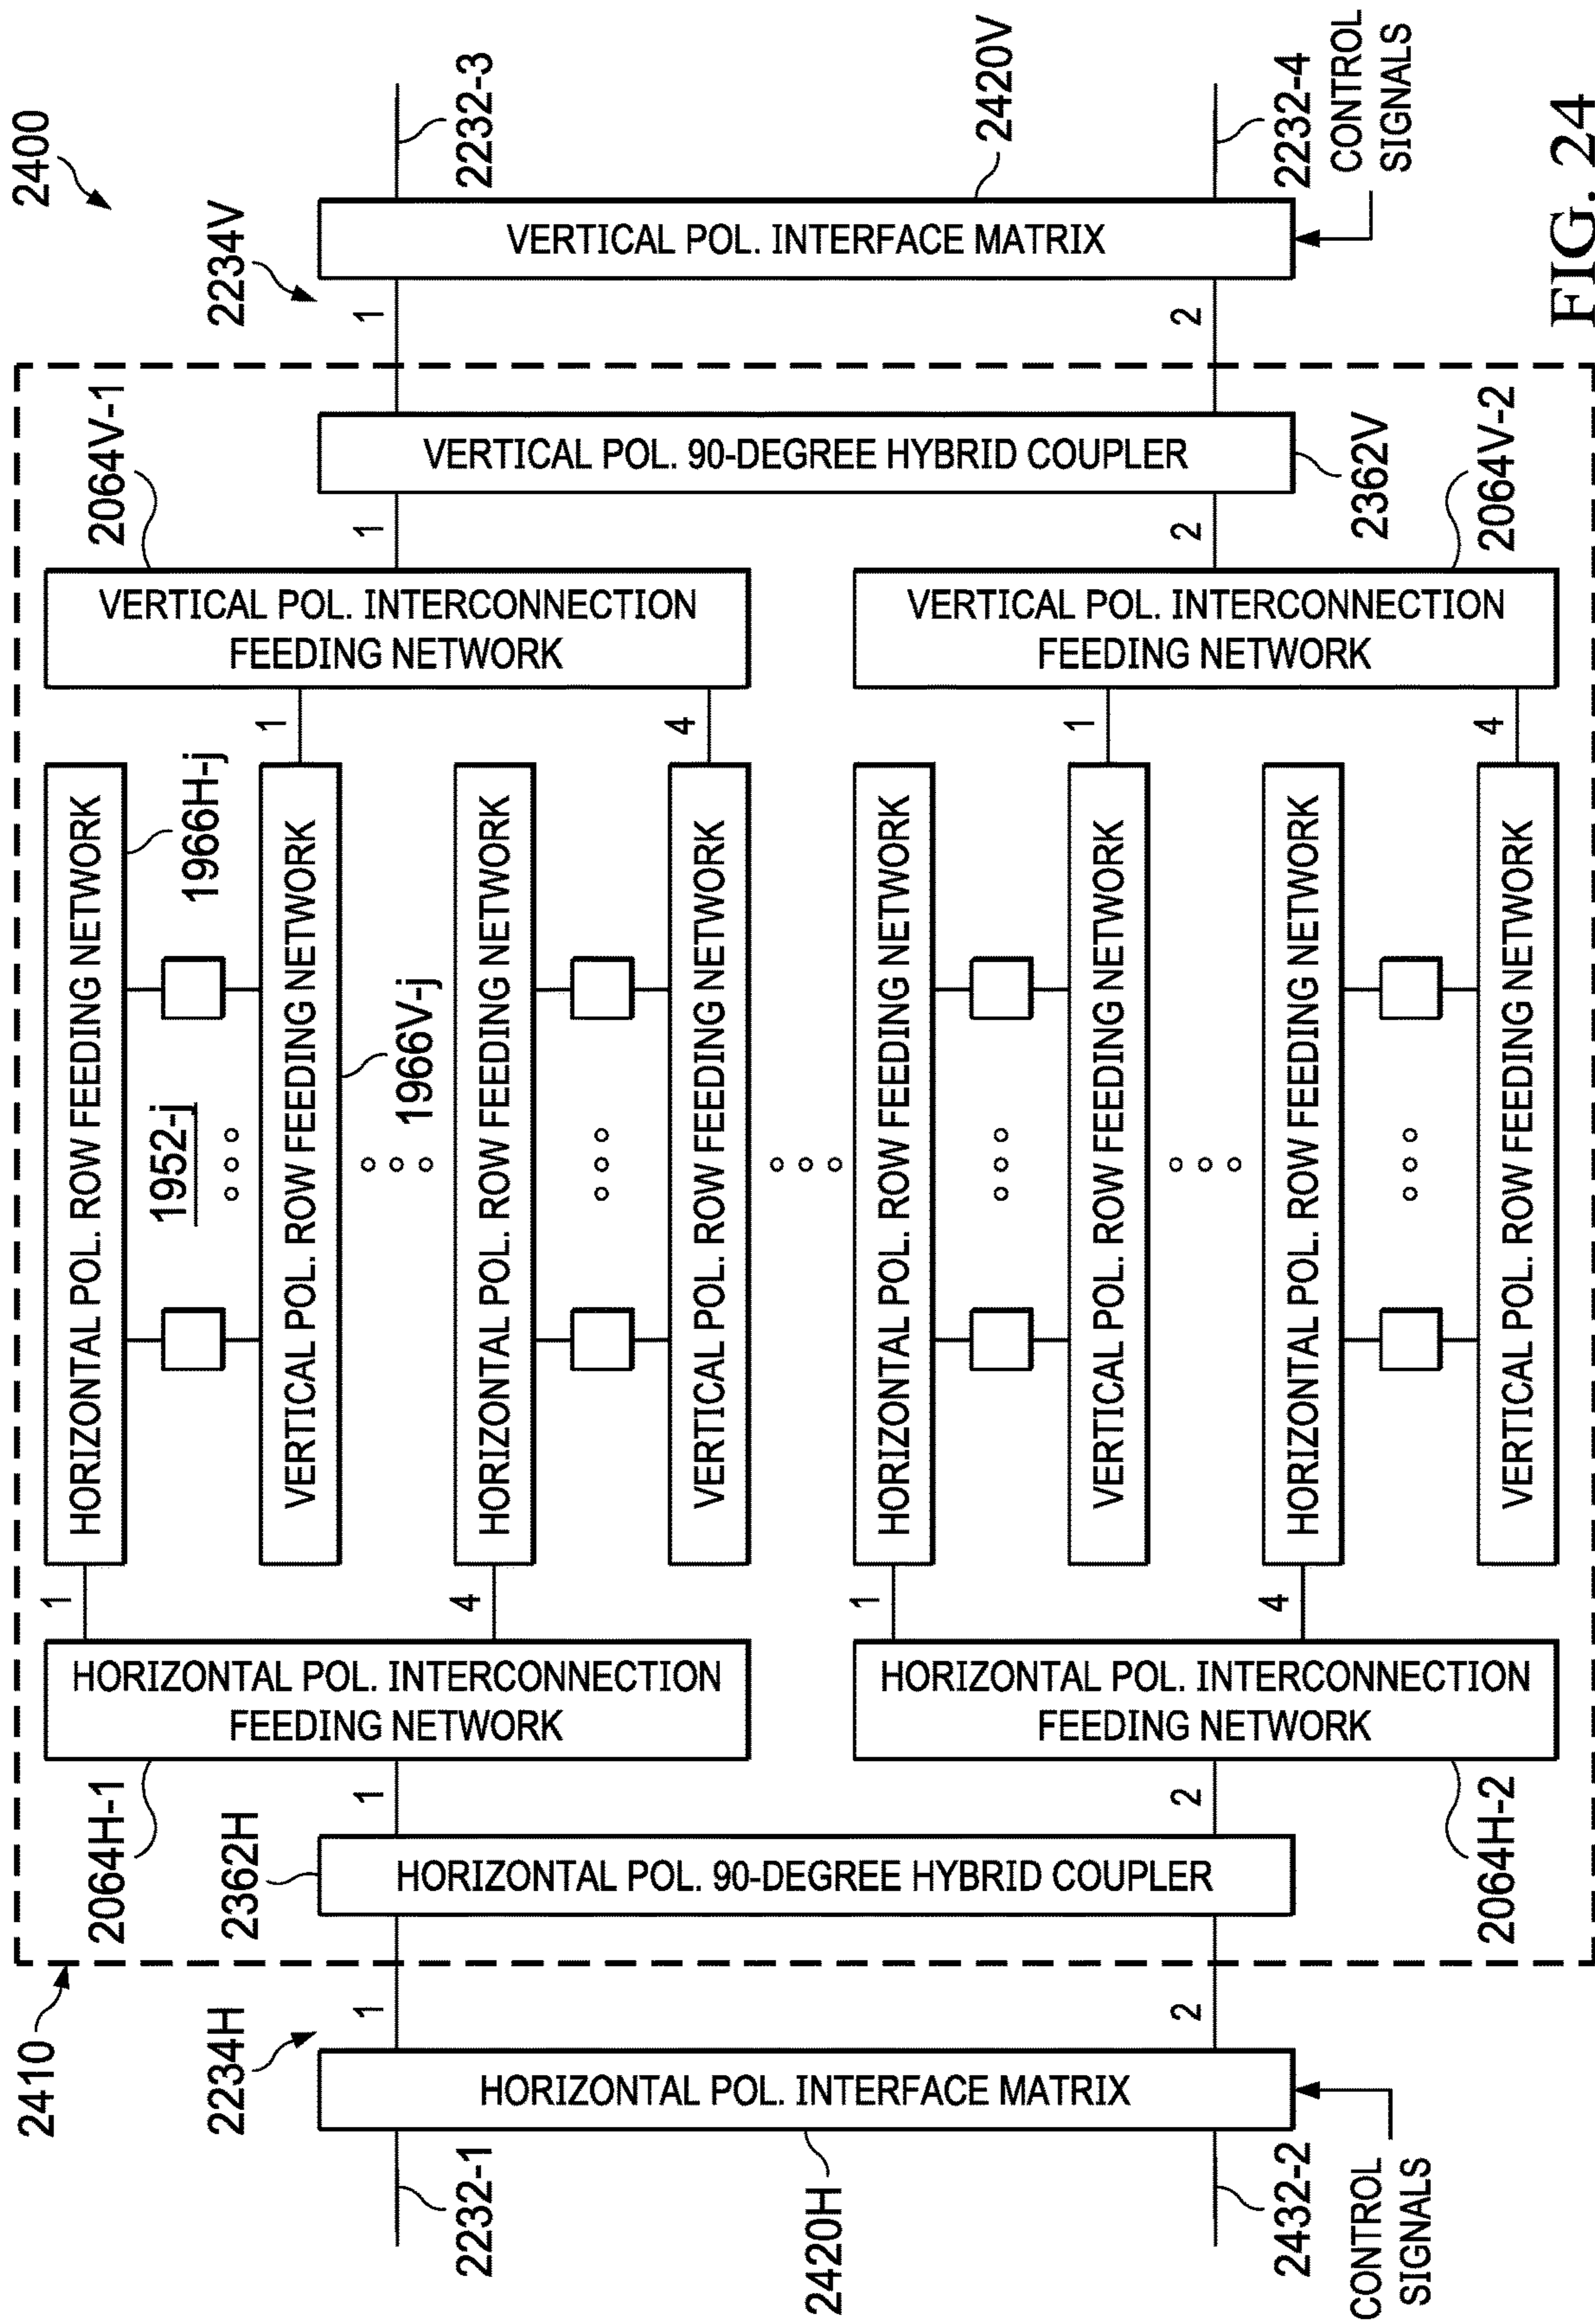 2400
2410
2234H
2362H
2064H-1
2064V-1
2234V
1
1
1
1
1
1
HORIZONTAL POL. ROW FEEDING NETWORK
1966H-j
1952-j
VERTICAL POL. ROW FEEDING NETWORK
1966V-j
HORIZONTAL POL. INTERCONNECTION
FEEDING NETWORK
VERTICAL POL. INTERCONNECTION
FEEDING NETWORK
4
HORIZONTAL POL. ROW FEEDING NETWORK
VERTICAL POL. ROW FEEDING NETWORK
4
2232-1
HORIZONTAL POL. INTERFACE MATRIX
2420H
HORIZONTAL POL. 90-DEGREE HYBRID COUPLER
VERTICAL POL. 90-DEGREE HYBRID COUPLER
VERTICAL POL. INTERFACE MATRIX
2232-3
2420V
1
HORIZONTAL POL. ROW FEEDING NETWORK
VERTICAL POL. ROW FEEDING NETWORK
1
HORIZONTAL POL. INTERCONNECTION
FEEDING NETWORK
VERTICAL POL. INTERCONNECTION
FEEDING NETWORK
2
2
2
2
4
HORIZONTAL POL. ROW FEEDING NETWORK
VERTICAL POL. ROW FEEDING NETWORK
4
2432-2
2232-4
2064H-2
2362V
2064V-2
CONTROL
SIGNALS
CONTROL
SIGNALS
FIG. 24